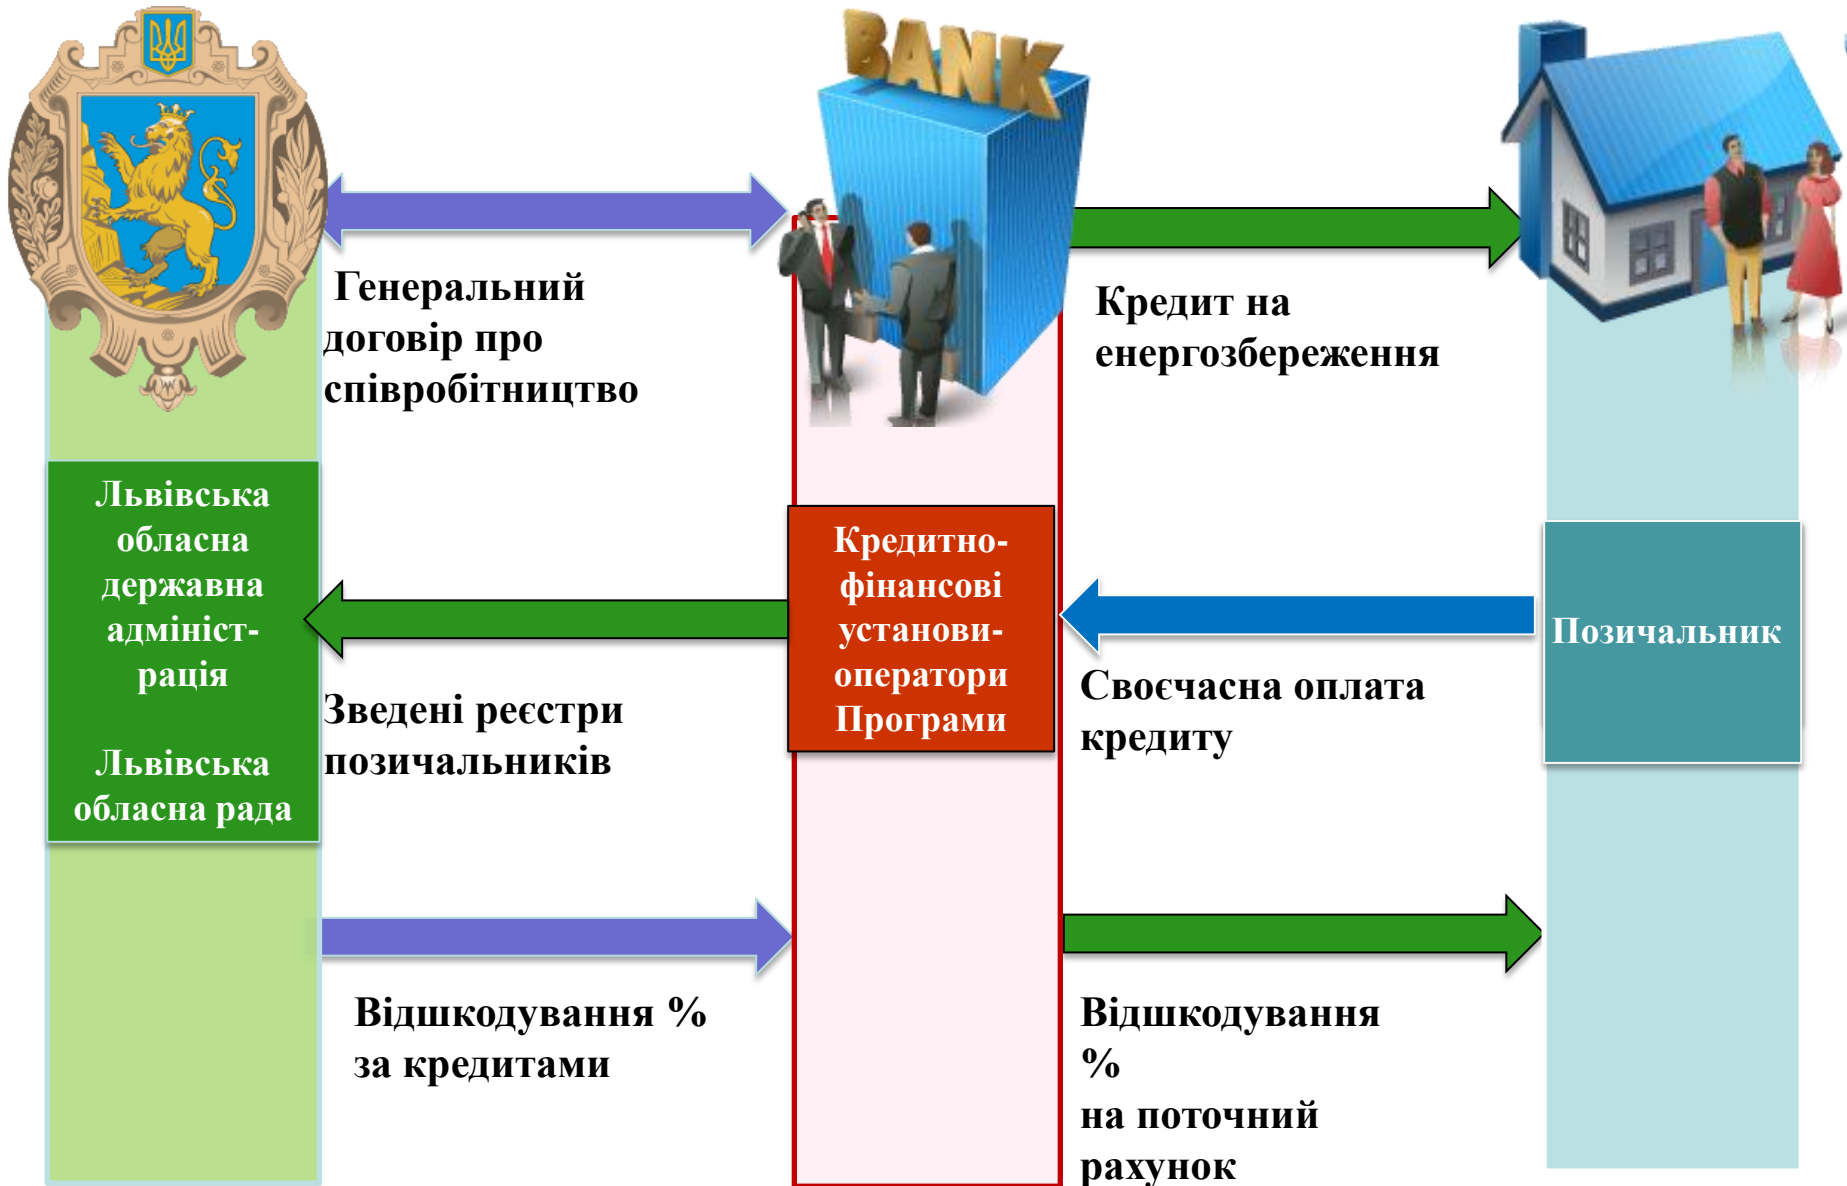 BANK
Генеральний
договір про
співробітництво
Кредит на
енергозбереження
Львівська
обласна
державна
адмініст-
рація
Львівська
обласна рада
Кредитно-
фінансові
установи-
оператори
Програми
Позичальник
Зведені реєстри
позичальників
Своєчасна оплата
кредиту
Відшкодування %
за кредитами
Відшкодування
%
на поточний
рахунок